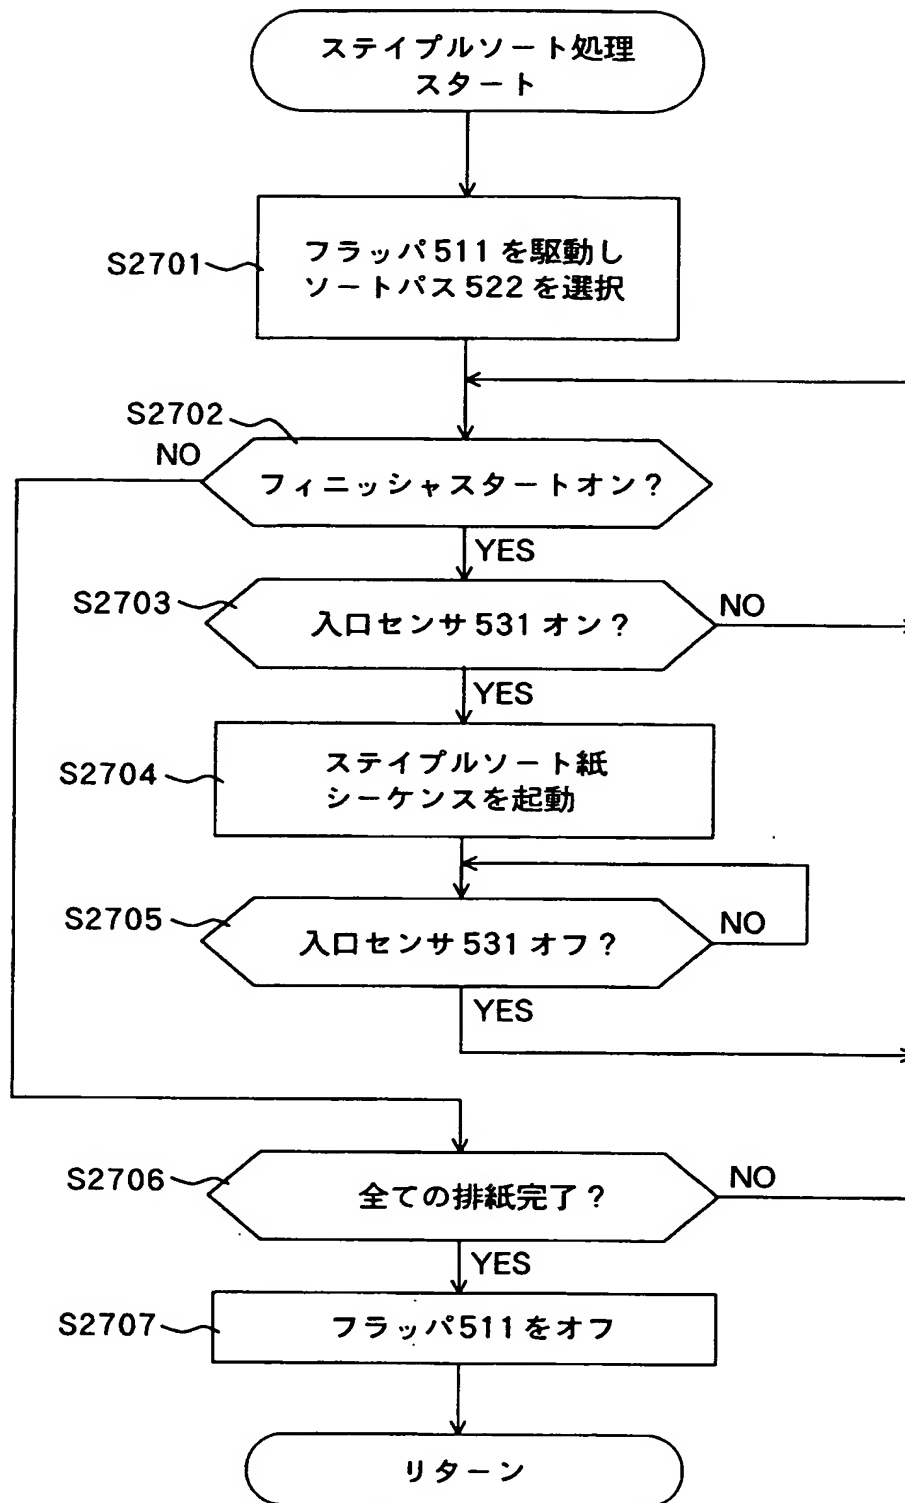 ステイプルソート処理
スタート
S2701
フラッパ511を駆動し
ソートパス522を選択
S2702
NO
フィニッシャスタートオン？
YES
S2703
入口センサ531オン？
NO
YES
S2704
ステイプルソート紙
シーケンスを起動
S2705
入口センサ531オフ？
NO
YES
S2706
全ての排紙完了？
NO
YES
S2707
フラッパ511をオフ
リターン